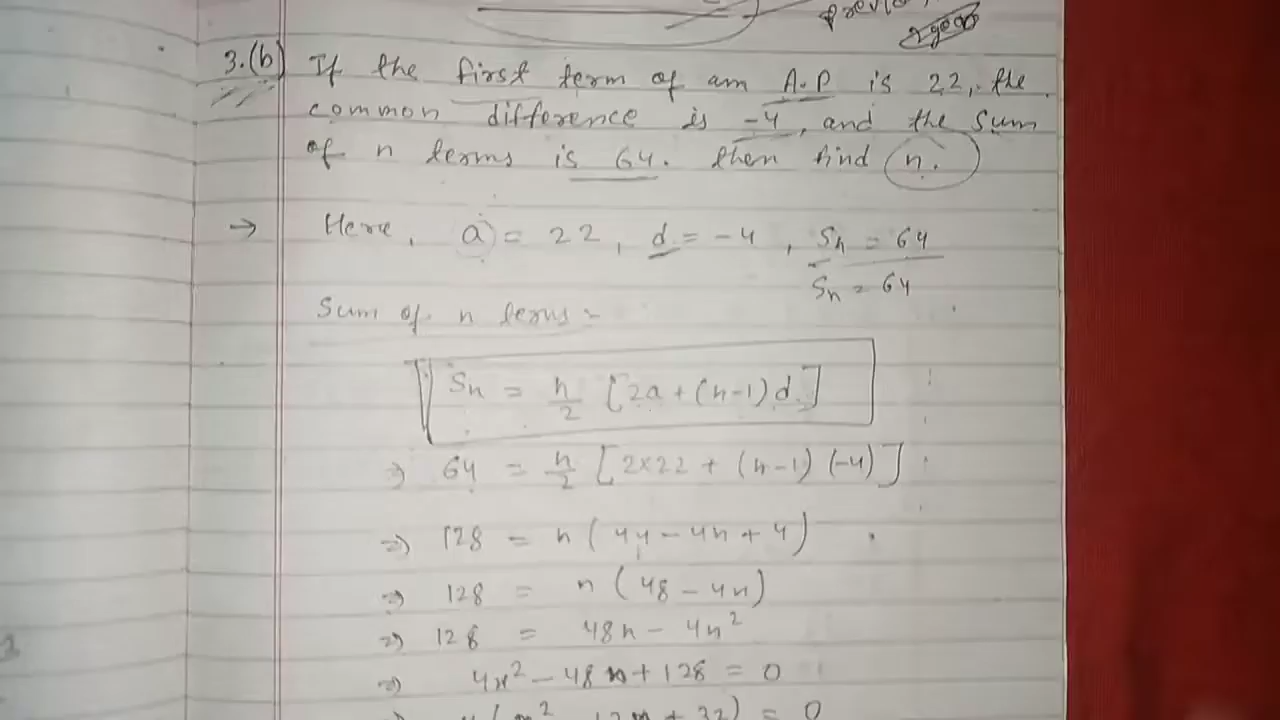 3.(b) If the first term of am A.P is 22, the
common difference is -4, and the sum
of n terms is 64. then find n.
→ Here, a = 22, d = -4, Sn = 64
Sn = 64
Sum of n terms =
Sn = n/2 [2a + (n-1)d.]
⇒ 64 = n/2 [2×22 + (n-1) (-4)]
⇒ 128 = n (44 - 4n + 4)
⇒ 128 = n (48 - 4n)
⇒ 128 = 48n - 4n²
⇒ 4n² - 48n + 128 = 0